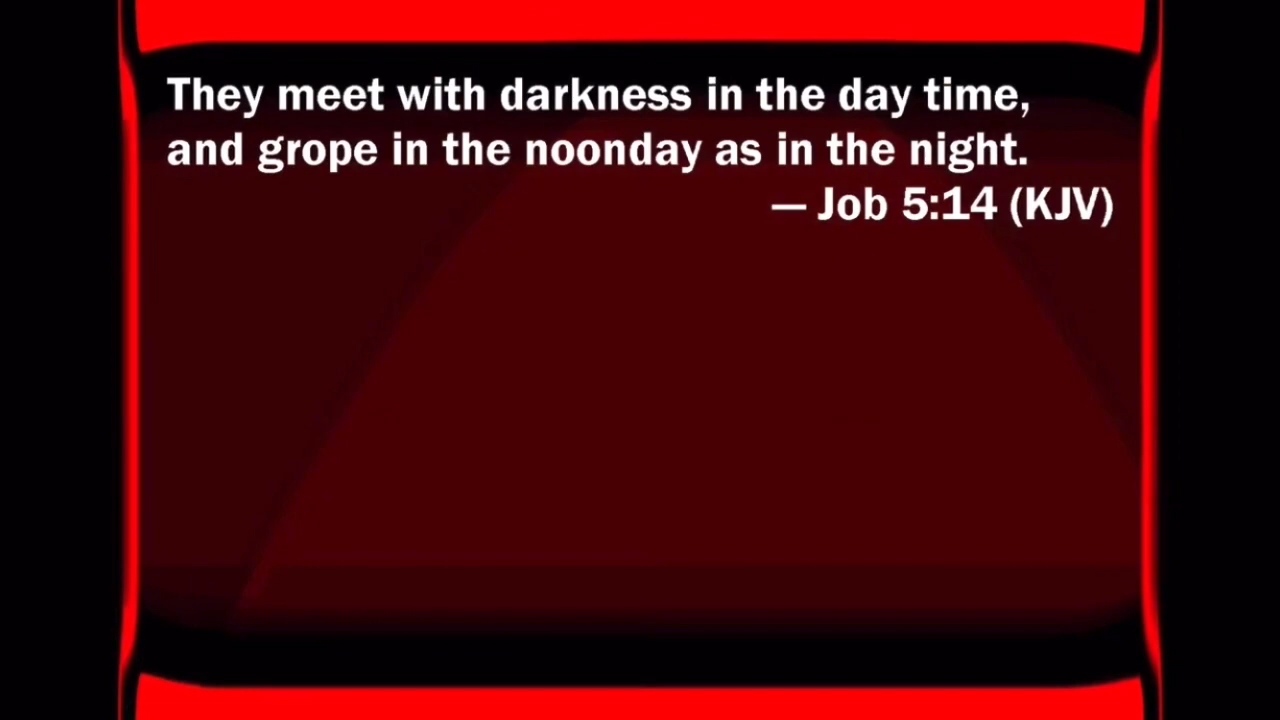 They meet with darkness in the day time,
and grope in the noonday as in the night.
— Job 5:14 (KJV)